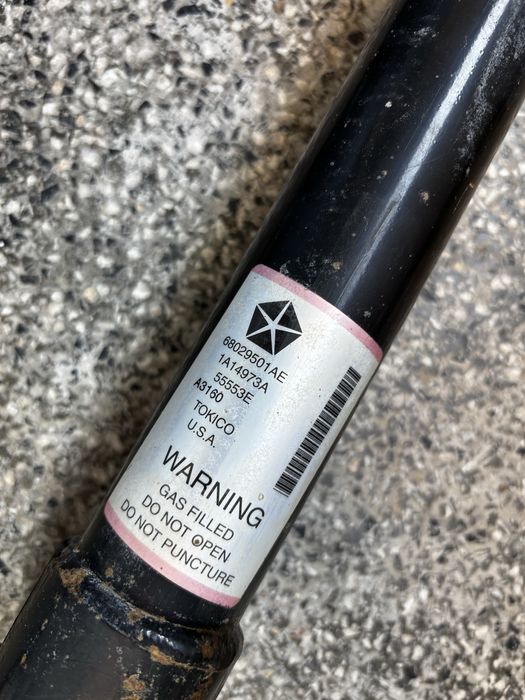 68029501AE
1A14973A
55553E
A3160
TOKICO
U.S.A.
WARNING
GAS FILLED
DO NOT OPEN
DO NOT PUNCTURE